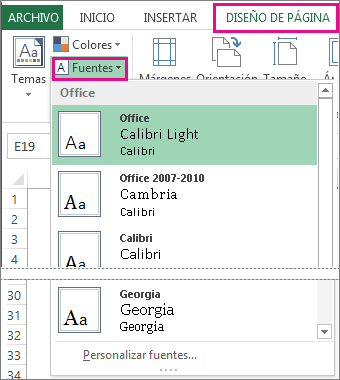 ARCHIVO INICIO INSERTAR DISEÑO DE PÁGINA
Colores
Temas A Fuentes Márgenes Orientación Tamaño
Office
Aa Office
Calibri Light
Calibri
E19
Aa Office 2007-2010
Cambria
Calibri
1
2
3
4
Aa Calibri
Calibri
30
31
32
33
34
Aa Georgia
Georgia
Georgia
Personalizar fuentes...